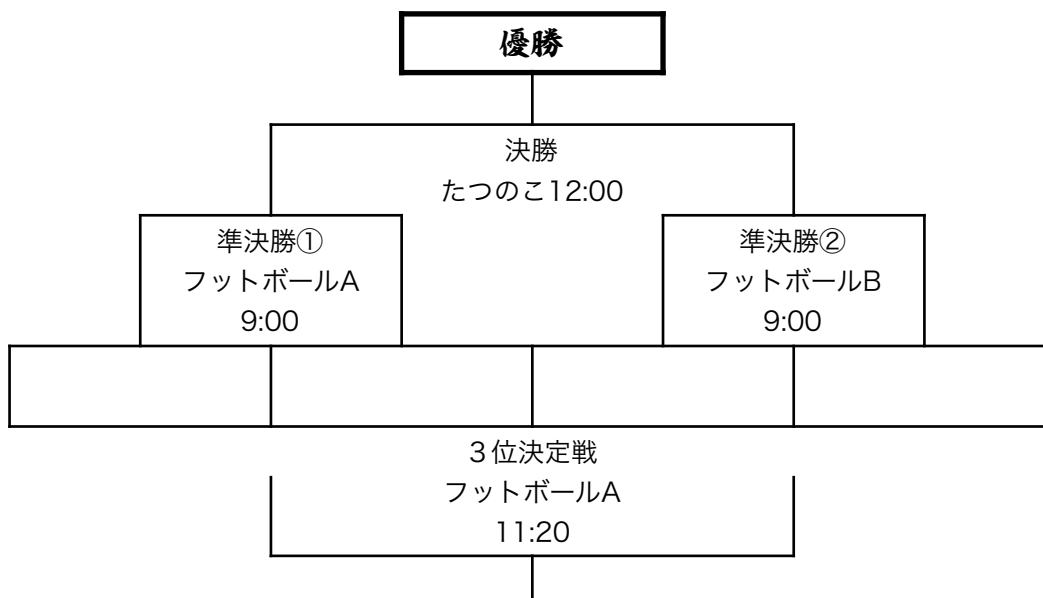 優勝
決勝
たつのこ12:00
準決勝①
フットボールA
9:00
準決勝②
フットボールB
9:00
３位決定戦
フットボールA
11:20